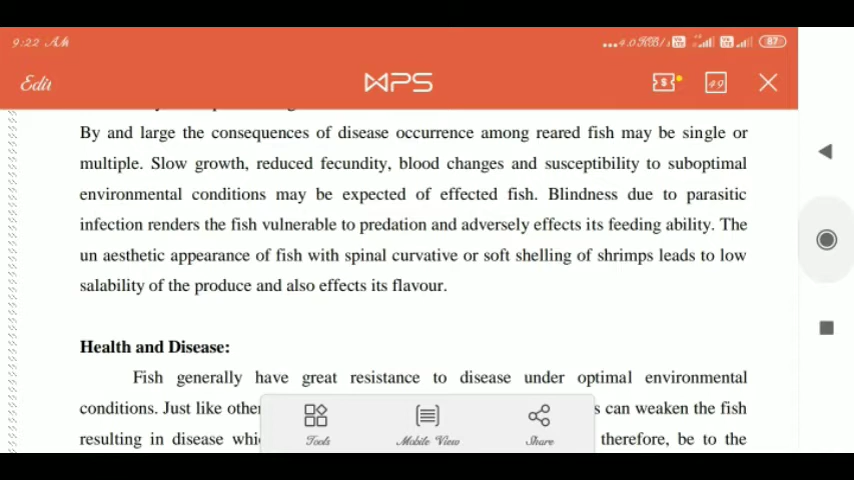 9:22 AM
4.0 KB/s
87
Edit
WPS
49
By and large the consequences of disease occurrence among reared fish may be single or
multiple. Slow growth, reduced fecundity, blood changes and susceptibility to suboptimal
environmental conditions may be expected of effected fish. Blindness due to parasitic
infection renders the fish vulnerable to predation and adversely effects its feeding ability. The
un aesthetic appearance of fish with spinal curvative or soft shelling of shrimps leads to low
salability of the produce and also effects its flavour.
Health and Disease:
Fish generally have great resistance to disease under optimal environmental
conditions. Just like other s can weaken the fish
resulting in disease whi therefore, be to the
Tools
Mobile View
Share